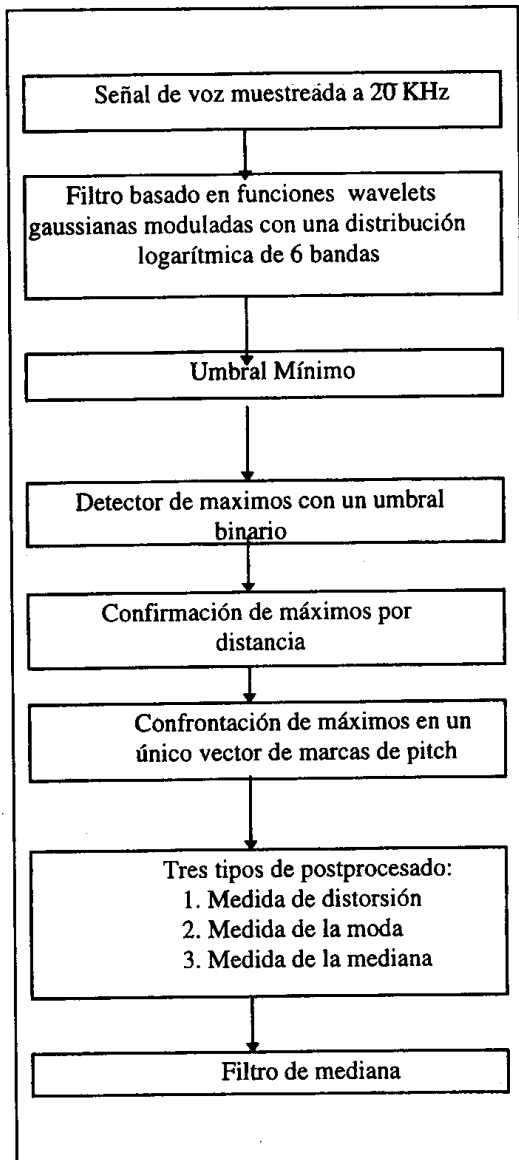 Señal de voz muestreada a 20 KHz
Filtro basado en funciones wavelets
gaussianas moduladas con una distribución
logarítmica de 6 bandas
Umbral Mínimo
Detector de maximos con un umbral
binario
Confirmación de máximos por
distancia
Confrontación de máximos en un
único vector de marcas de pitch
Tres tipos de postprocesado:
1. Medida de distorsión
2. Medida de la moda
3. Medida de la mediana
Filtro de mediana